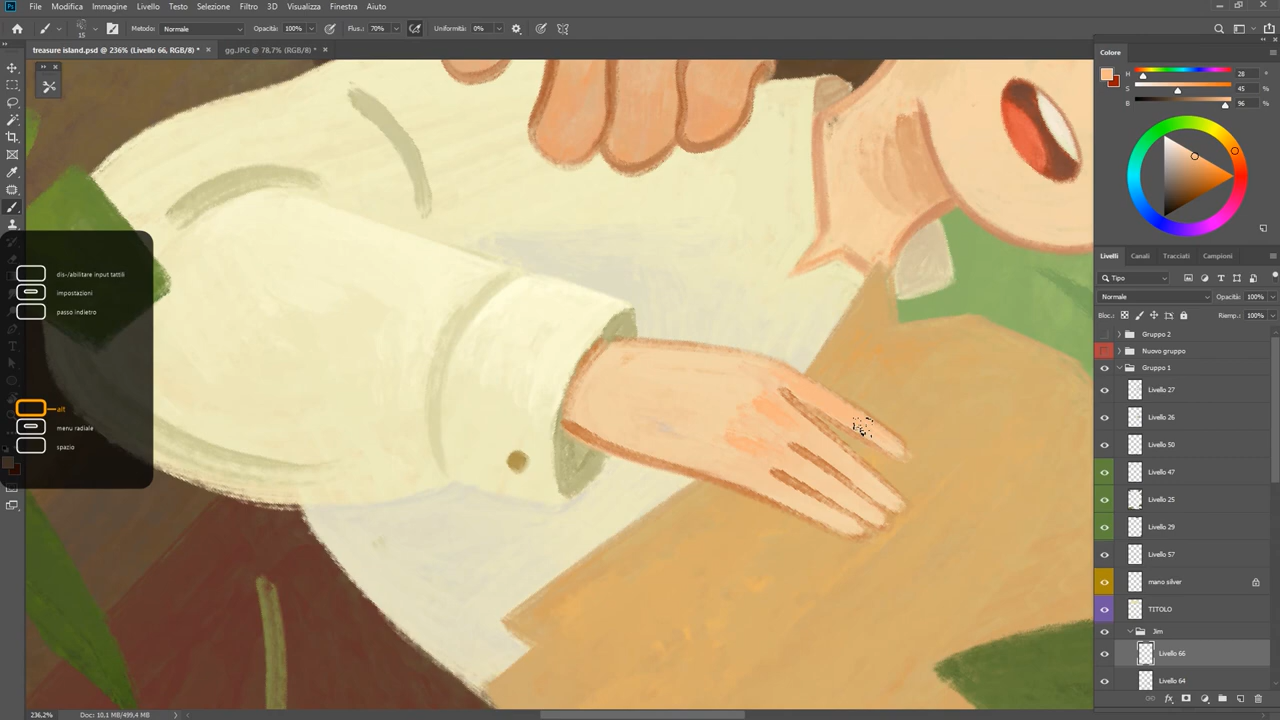 File Modifica Immagine Livello Testo Selezione Filtro 3D Visualizza Finestra Aiuto
15 Metodo: Normale Opacità: 100% Flus.: 70% Uniformità: 0%
treasure island.psd @ 236% (Livello 66, RGB/8) * × gg.JPG @ 78,7% (RGB/8) * ×
Colore
H 28 °
S 45 %
B 96 %
dis-/abilitare input tattili
impostazioni
passo indietro
alt
menu radiale
spazio
Livelli Canali Tracciati Campioni
Tipo
Normale Opacità: 100%
Bloc.: Riemp.: 100%
Gruppo 2
Nuovo gruppo
Gruppo 1
Livello 27
Livello 26
Livello 50
Livello 47
Livello 25
Livello 29
Livello 57
mano silver
TITOLO
Jim
Livello 66
Livello 64
236,2% Doc: 10,1 MB/499,4 MB